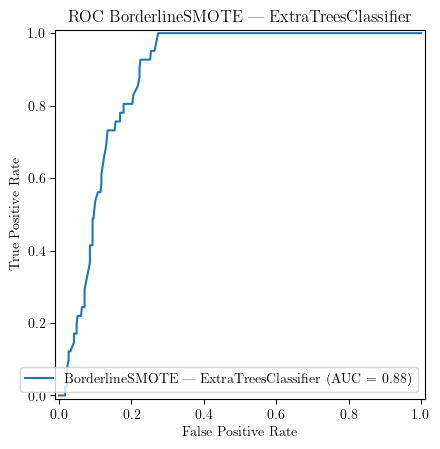 ROC BorderlineSMOTE — ExtraTreesClassifier
1.0
0.8
0.6
0.4
0.2
0.0
True Positive Rate
BorderlineSMOTE — ExtraTreesClassifier (AUC = 0.88)
0.0 0.2 0.4 0.6 0.8 1.0
False Positive Rate